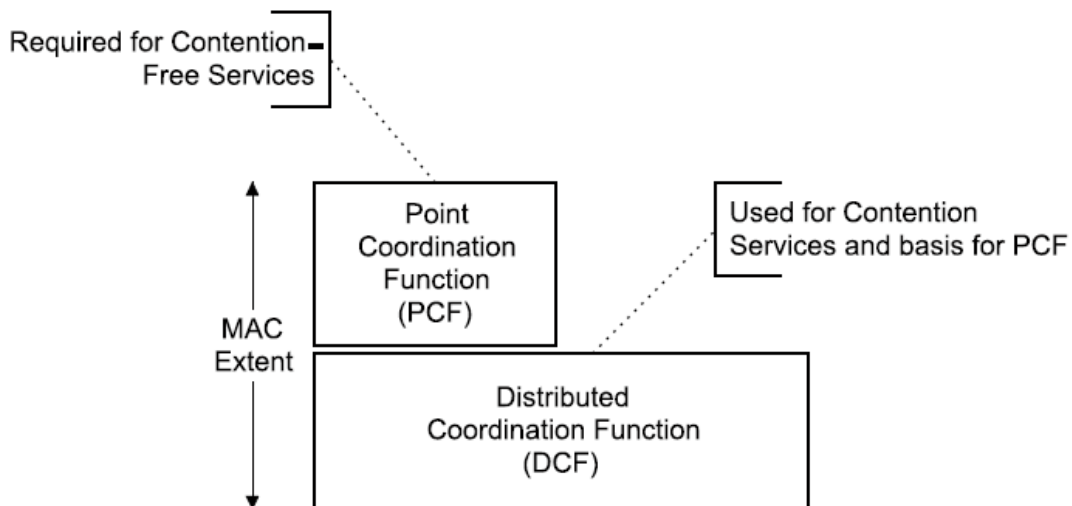 Required for Contention-
Free Services
Point
Coordination
Function
(PCF)
Used for Contention
Services and basis for PCF
MAC
Extent
Distributed
Coordination Function
(DCF)